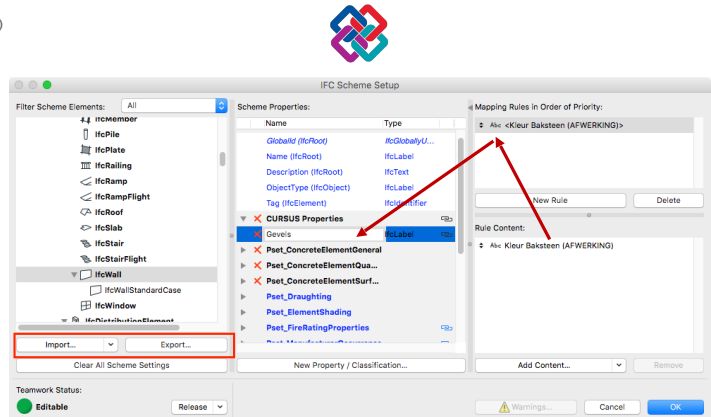 )
IFC Scheme Setup
Filter Scheme Elements: All
IfcMember
IfcPile
IfcPlate
IfcRailing
IfcRamp
IfcRampFlight
IfcRoof
IfcSlab
IfcStair
IfcStairFlight
IfcWall
IfcWallStandardCase
IfcWindow
IfcDistributionElement
Import...
Export...
Clear All Scheme Settings
Scheme Properties:
Name Type
GlobalId (IfcRoot) IfcGloballyU...
Name (IfcRoot) IfcLabel
Description (IfcRoot) IfcText
ObjectType (IfcObject) IfcLabel
Tag (IfcElement) IfcIdentifier
CURSUS Properties
Gevels IfcLabel
Pset_ConcreteElementGeneral
Pset_ConcreteElementQua...
Pset_ConcreteElementSurf...
Pset_Draughting
Pset_ElementShading
Pset_FireRatingProperties
New Property / Classification...
Mapping Rules in Order of Priority:
Abc <Kleur Baksteen (AFWERKING)>
New Rule
Delete
Rule Content:
Abc Kleur Baksteen (AFWERKING)
Add Content...
Remove
Teamwork Status:
Editable
Release
Warnings...
Cancel
OK